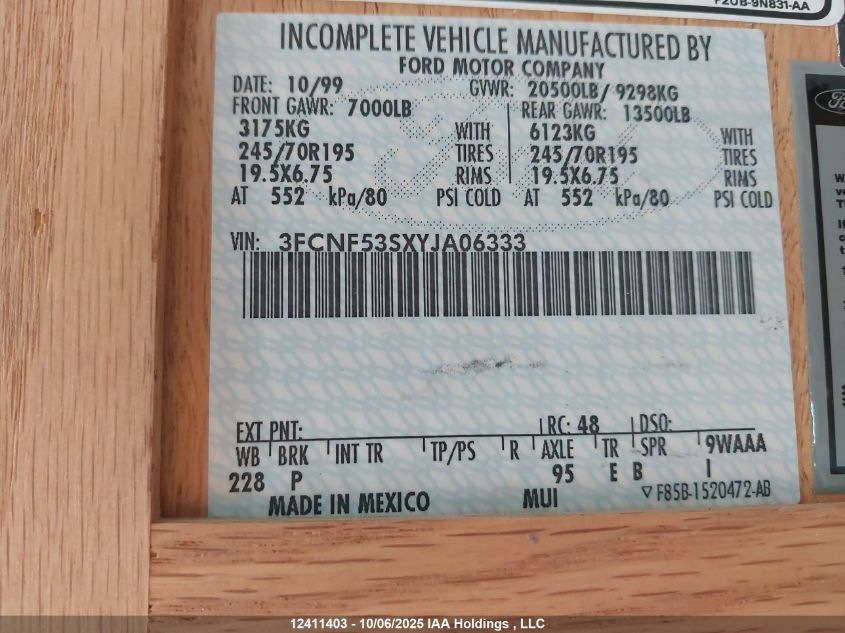 F2UB-9N831-AA
INCOMPLETE VEHICLE MANUFACTURED BY
FORD MOTOR COMPANY
DATE: 10/99 GVWR: 20500LB/ 9298KG
FRONT GAWR: 7000LB REAR GAWR: 13500LB
3175KG WITH 6123KG WITH
245/70R195 TIRES 245/70R195 TIRES
19.5X6.75 RIMS 19.5X6.75 RIMS
AT 552 kPa/80 PSI COLD AT 552 kPa/80 PSI COLD
VIN: 3FCNF53SXYJA06333
EXT PNT: RC: 48 DSO:
WB BRK INT TR TP/PS R AXLE TR SPR 9WAAA
228 P 95 E B I
MADE IN MEXICO MUI ▽ F85B-1520472-AB
12411403 - 10/06/2025 IAA Holdings , LLC